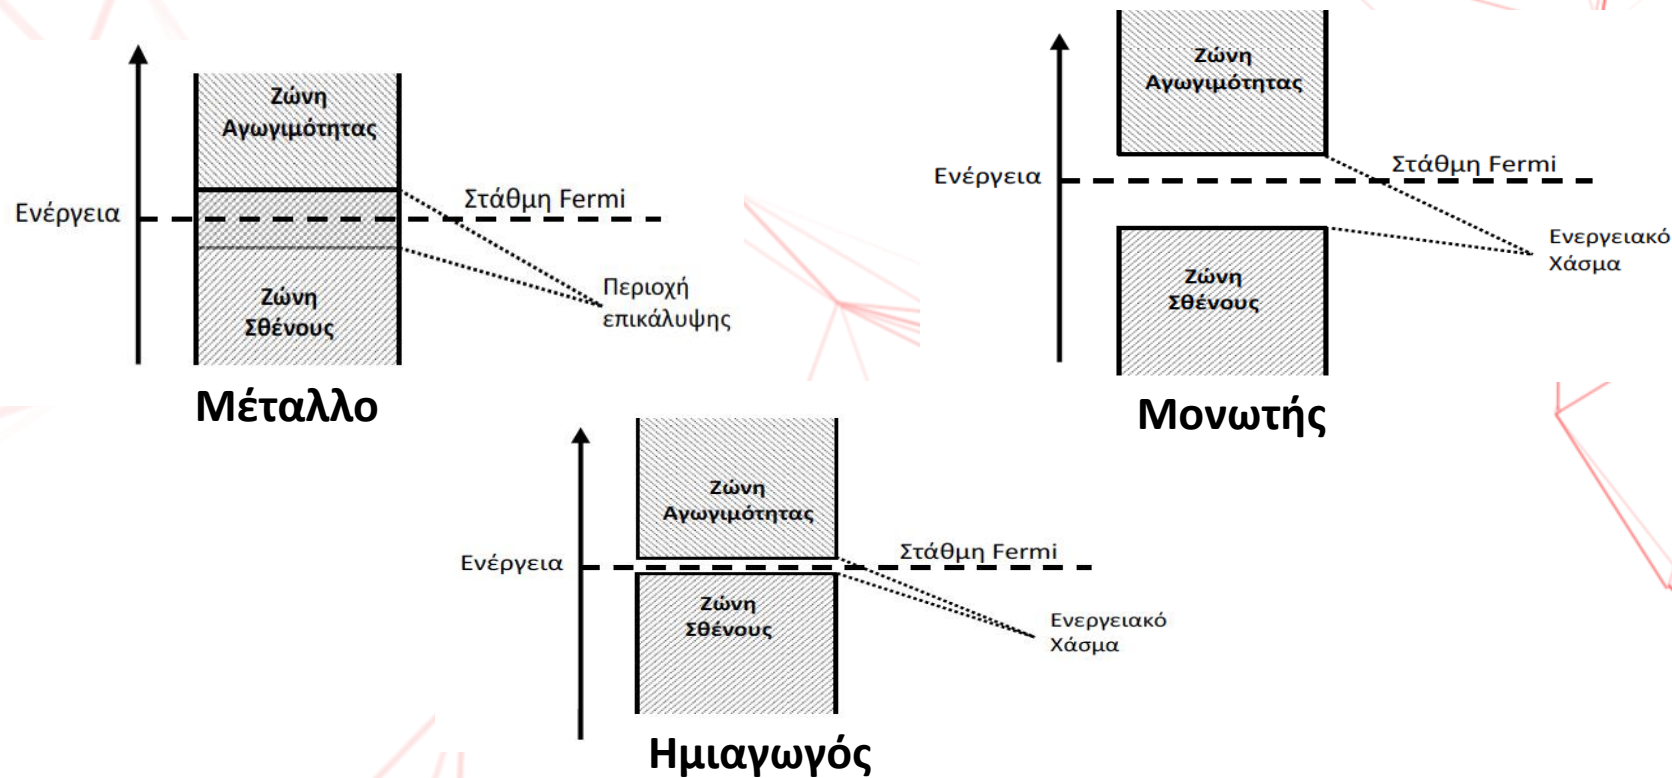 Ζώνη
Αγωγιμότητας
Ενέργεια
Στάθμη Fermi
Ζώνη
Σθένους
Περιοχή
επικάλυψης
Μέταλλο
Ζώνη
Αγωγιμότητας
Ενέργεια
Στάθμη Fermi
Ενεργειακό
Χάσμα
Ζώνη
Σθένους
Μονωτής
Ζώνη
Αγωγιμότητας
Ενέργεια
Στάθμη Fermi
Ζώνη
Σθένους
Ενεργειακό
Χάσμα
Ημιαγωγός